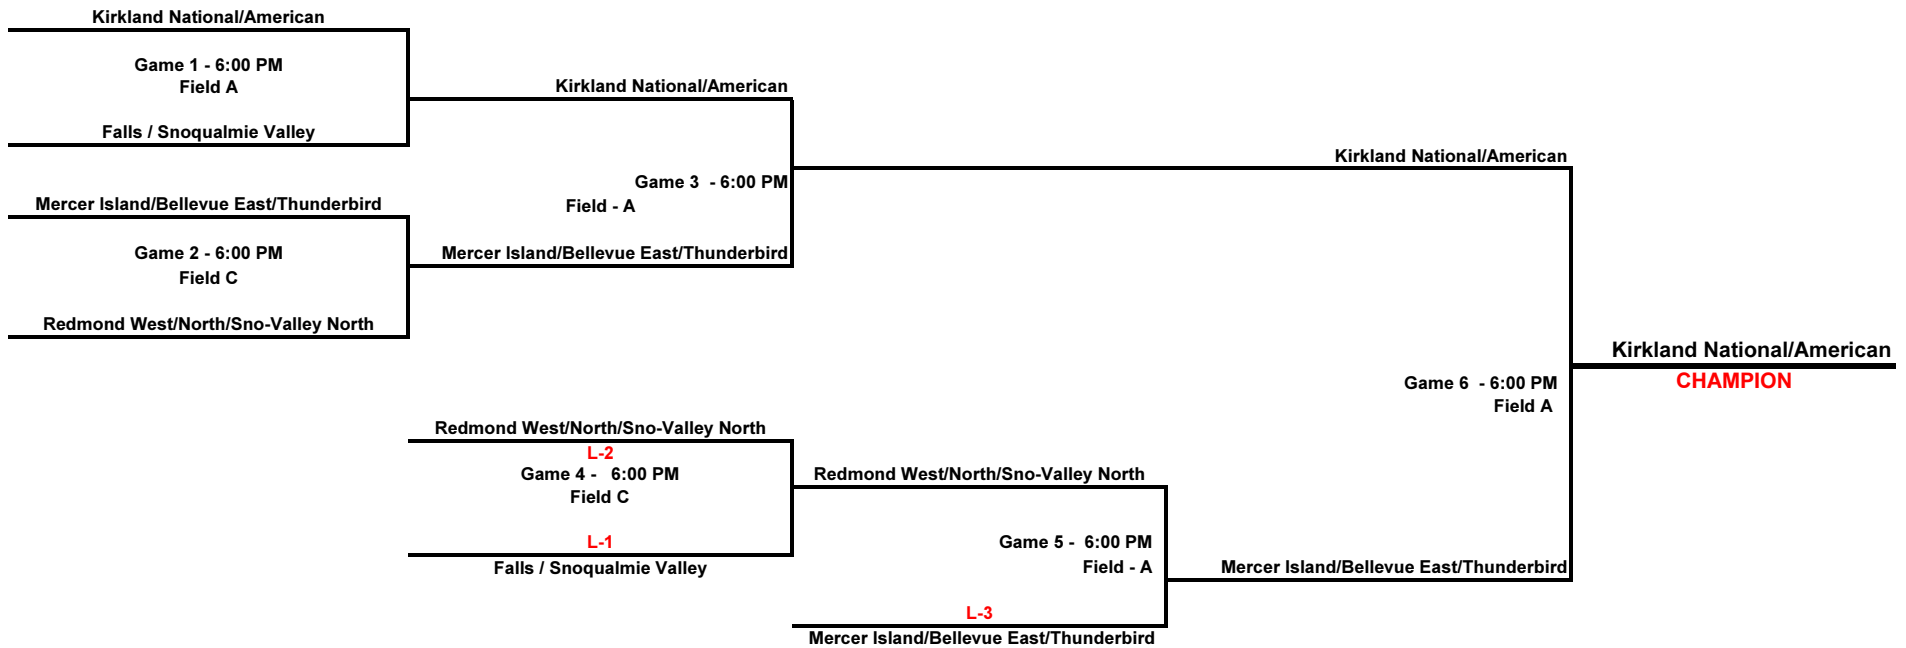 Kirkland National/American
Game 1 - 6:00 PM
Field A
Kirkland National/American
Falls / Snoqualmie Valley
Kirkland National/American
Game 3  - 6:00 PM
Mercer Island/Bellevue East/Thunderbird
Field - A
Game 2 - 6:00 PM
Mercer Island/Bellevue East/Thunderbird
Field C
Redmond West/North/Sno-Valley North
Kirkland National/American
CHAMPION
Game 6  - 6:00 PM
Field A
Redmond West/North/Sno-Valley North
L-2
Game 4 -   6:00 PM
Redmond West/North/Sno-Valley North
Field C
L-1
Game 5 -  6:00 PM
Falls / Snoqualmie Valley
Field - A
Mercer Island/Bellevue East/Thunderbird
L-3
Mercer Island/Bellevue East/Thunderbird